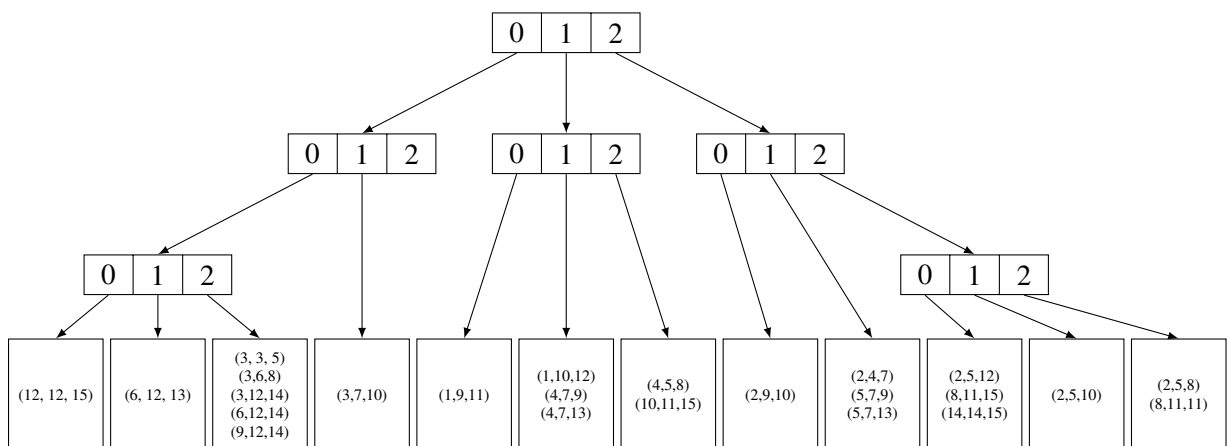 0 1 2
0 1 2
0 1 2
0 1 2
0 1 2
0 1 2
(12, 12, 15)
(6, 12, 13)
(3, 3, 5)
(3,6,8)
(3,12,14)
(6,12,14)
(9,12,14)
(3,7,10)
(1,9,11)
(1,10,12)
(4,7,9)
(4,7,13)
(4,5,8)
(10,11,15)
(2,9,10)
(2,4,7)
(5,7,9)
(5,7,13)
(2,5,12)
(8,11,15)
(14,14,15)
(2,5,10)
(2,5,8)
(8,11,11)